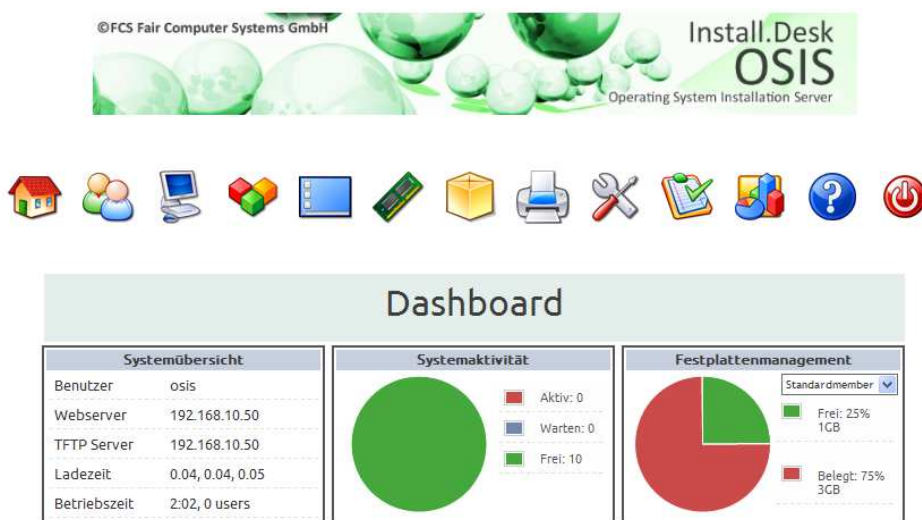 ©FCS Fair Computer Systems GmbH
Install.Desk
OSIS
Operating System Installation Server
Dashboard
Systemübersicht
Benutzer osis
Webserver 192.168.10.50
TFTP Server 192.168.10.50
Ladezeit 0.04, 0.04, 0.05
Betriebszeit 2:02, 0 users
Systemaktivität
Aktiv: 0
Warten: 0
Frei: 10
Festplattenmanagement
Standardmember
Frei: 25%
1GB
Belegt: 75%
3GB